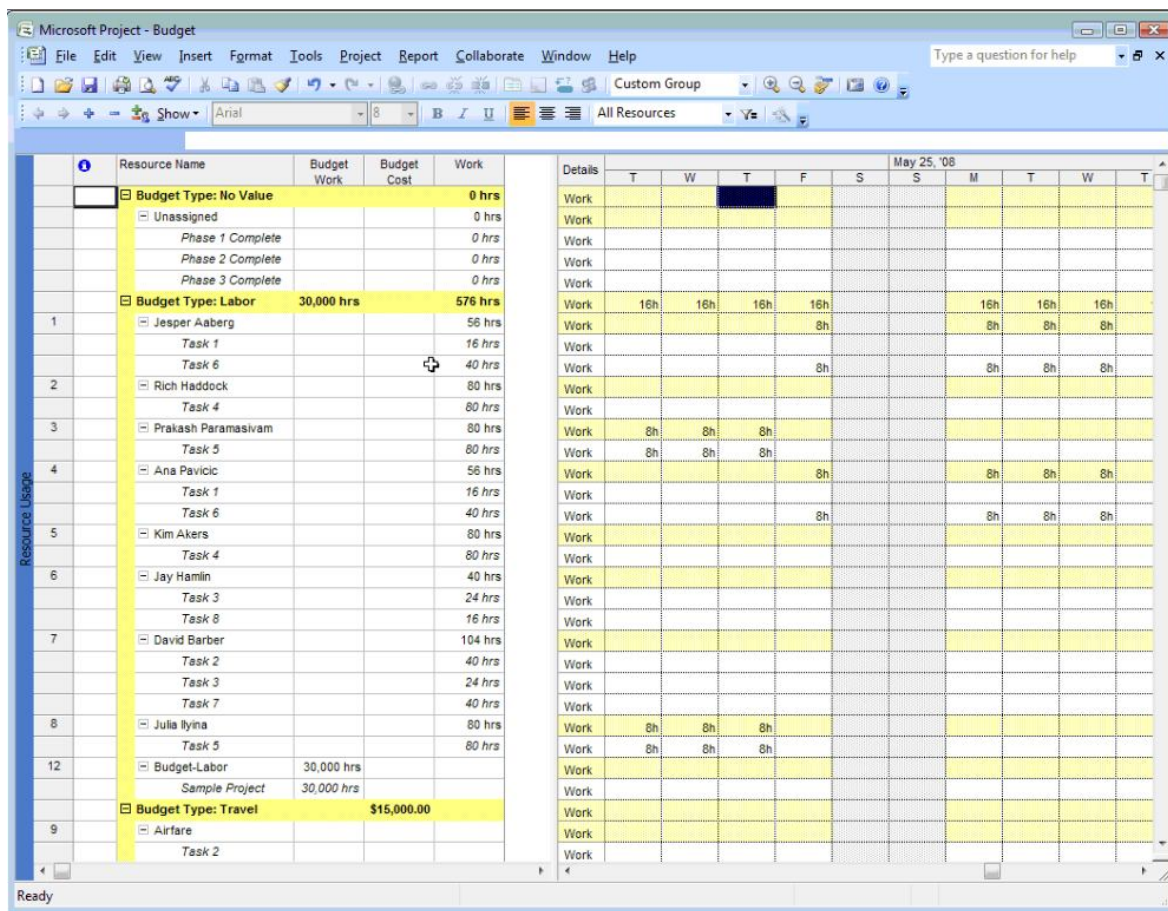 Microsoft Project - Budget
File Edit View Insert Format Tools Project Report Collaborate Window Help Type a question for help
Custom Group
Show Arial 8 B I U All Resources
Resource Name Budget Work Budget Cost Work Details May 25, '08
T W T F S S M T W T
Budget Type: No Value 0 hrs Work
Unassigned 0 hrs Work
Phase 1 Complete 0 hrs Work
Phase 2 Complete 0 hrs Work
Phase 3 Complete 0 hrs Work
Budget Type: Labor 30,000 hrs 576 hrs Work 16h 16h 16h 16h 16h 16h 16h
1 Jesper Aaberg 56 hrs Work 8h 8h 8h 8h
Task 1 16 hrs Work
Task 6 40 hrs Work 8h 8h 8h 8h
2 Rich Haddock 80 hrs Work
Task 4 80 hrs Work
3 Prakash Paramasivam 80 hrs Work 8h 8h 8h
Task 5 80 hrs Work 8h 8h 8h
4 Ana Pavicic 56 hrs Work 8h 8h 8h 8h
Task 1 16 hrs Work
Task 6 40 hrs Work 8h 8h 8h 8h
5 Kim Akers 80 hrs Work
Task 4 80 hrs Work
6 Jay Hamlin 40 hrs Work
Task 3 24 hrs Work
Task 8 16 hrs Work
7 David Barber 104 hrs Work
Task 2 40 hrs Work
Task 3 24 hrs Work
Task 7 40 hrs Work
8 Julia Ilyina 80 hrs Work 8h 8h 8h
Task 5 80 hrs Work 8h 8h 8h
12 Budget-Labor 30,000 hrs Work
Sample Project 30,000 hrs Work
Budget Type: Travel $15,000.00 Work
9 Airfare Work
Task 2 Work
Resource Usage
Ready